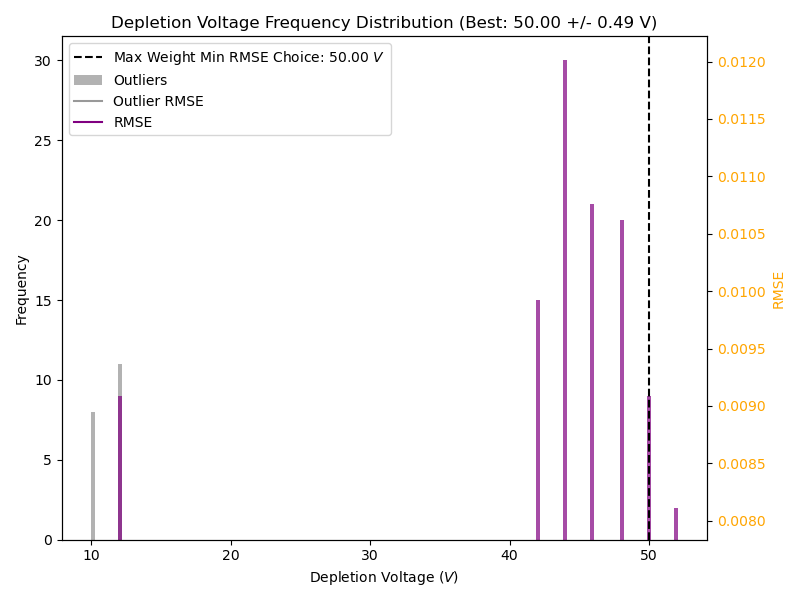 Depletion Voltage Frequency Distribution (Best: 50.00 +/- 0.49 V)
Max Weight Min RMSE Choice: 50.00 V
Outliers
Outlier RMSE
RMSE
Frequency
0
5
10
15
20
25
30
10
20
30
40
50
Depletion Voltage (V)
0.0120
0.0115
0.0110
0.0105
0.0100
0.0095
0.0090
0.0085
0.0080
RMSE